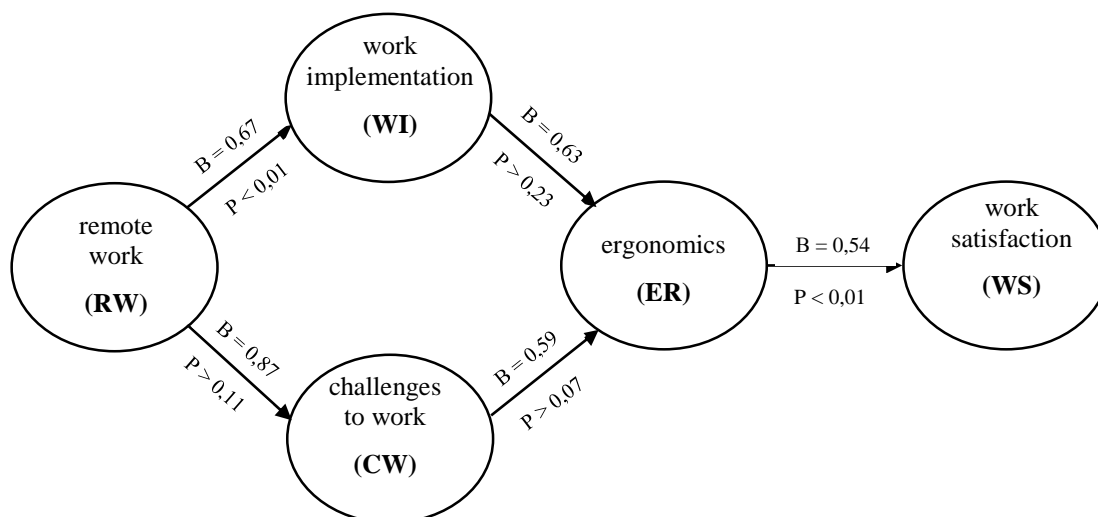 work
implementation
(WI)
B = 0,67
P < 0,01
B = 0,63
P > 0,23
remote
work
(RW)
ergonomics
(ER)
B = 0,54
P < 0,01
work
satisfaction
(WS)
B = 0,87
P > 0,11
B = 0,59
P > 0,07
challenges
to work
(CW)